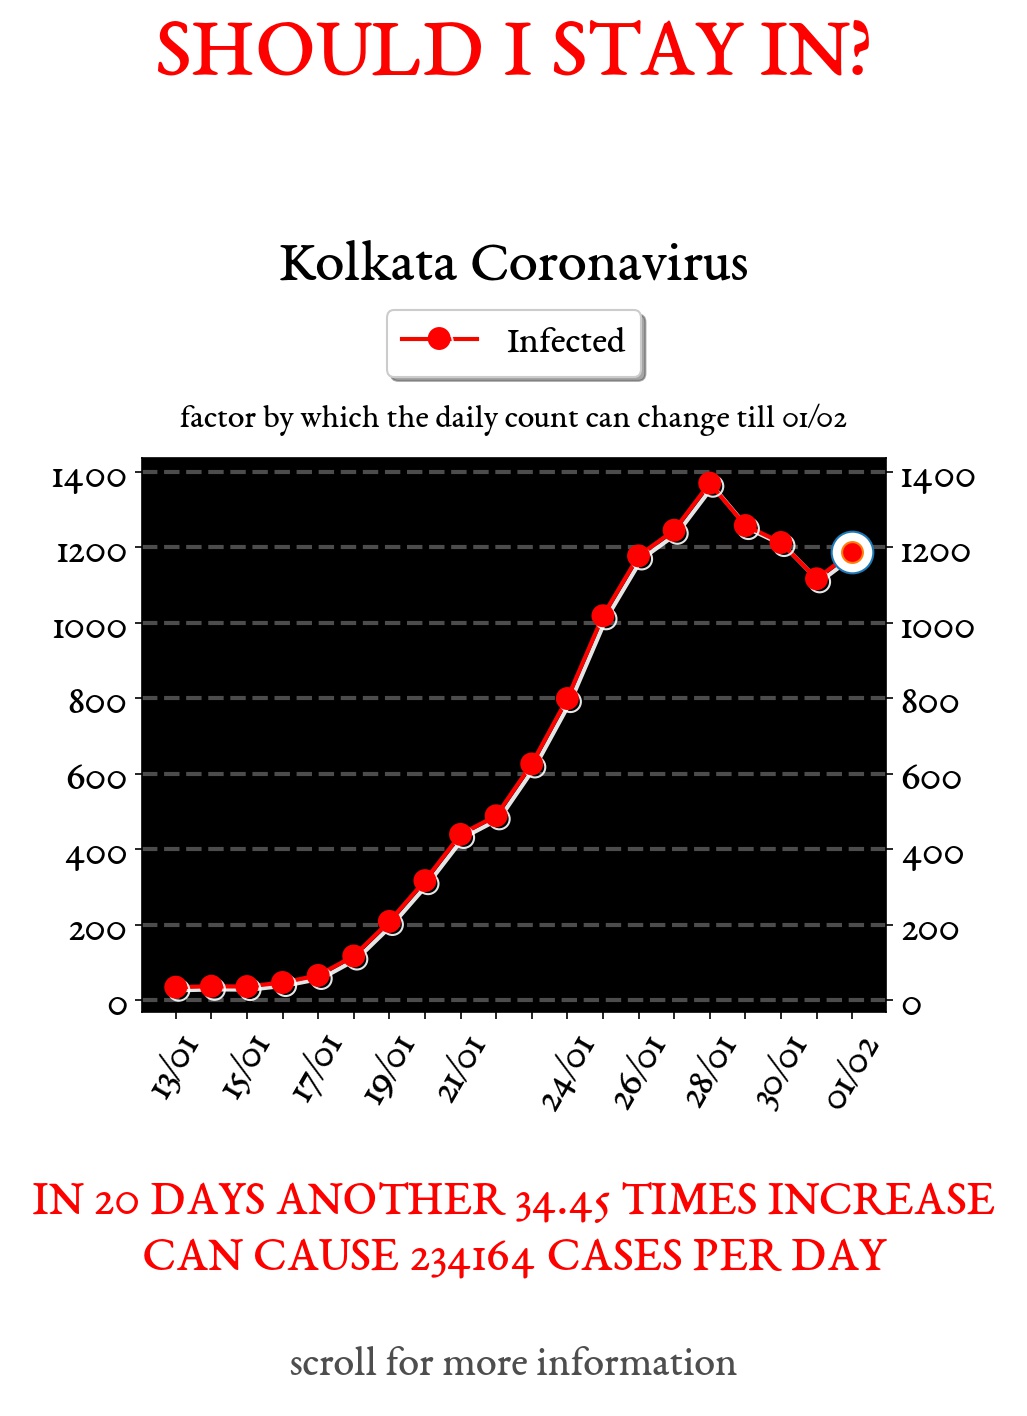 SHOULD I STAY IN?
Kolkata Coronavirus
Infected
factor by which the daily count can change till 01/02
1400 1400
1200 1200
1000 1000
800 800
600 600
400 400
200 200
0 0
13/01 15/01 17/01 19/01 21/01 24/01 26/01 28/01 30/01 01/02
IN 20 DAYS ANOTHER 34.45 TIMES INCREASE
CAN CAUSE 234164 CASES PER DAY
scroll for more information